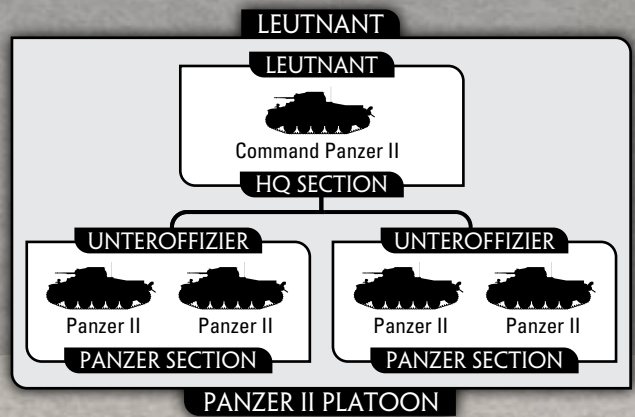 LEUTNANT
LEUTNANT
Command Panzer II
HQ SECTION
UNTEROFFIZIER
Panzer II Panzer II
PANZER SECTION
UNTEROFFIZIER
Panzer II Panzer II
PANZER SECTION
PANZER II PLATOON